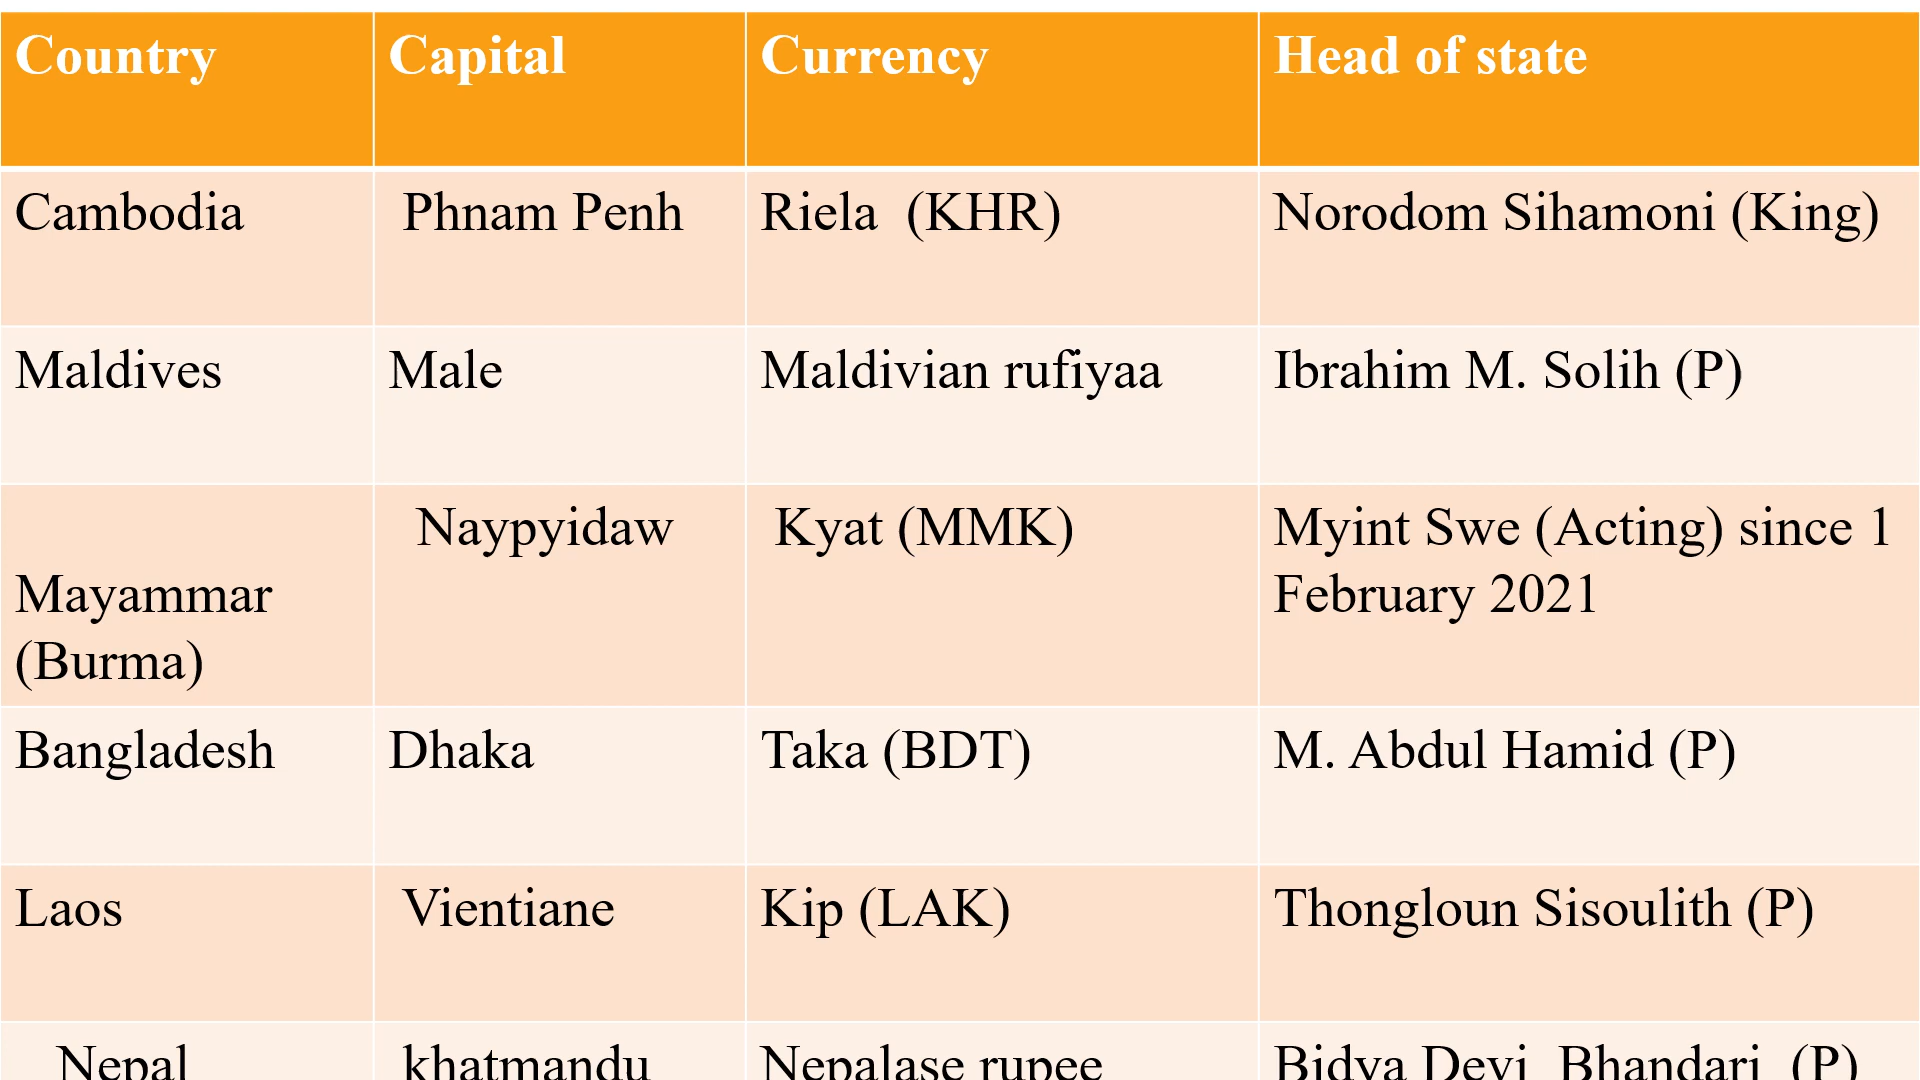 Country Capital Currency Head of state
Cambodia Phnam Penh Riela (KHR) Norodom Sihamoni (King)
Maldives Male Maldivian rufiyaa Ibrahim M. Solih (P)
Mayammar
(Burma) Naypyidaw Kyat (MMK) Myint Swe (Acting) since 1
February 2021
Bangladesh Dhaka Taka (BDT) M. Abdul Hamid (P)
Laos Vientiane Kip (LAK) Thongloun Sisoulith (P)
Nepal khatmandu Nepalase rupee Bidya Devi Bhandari (P)